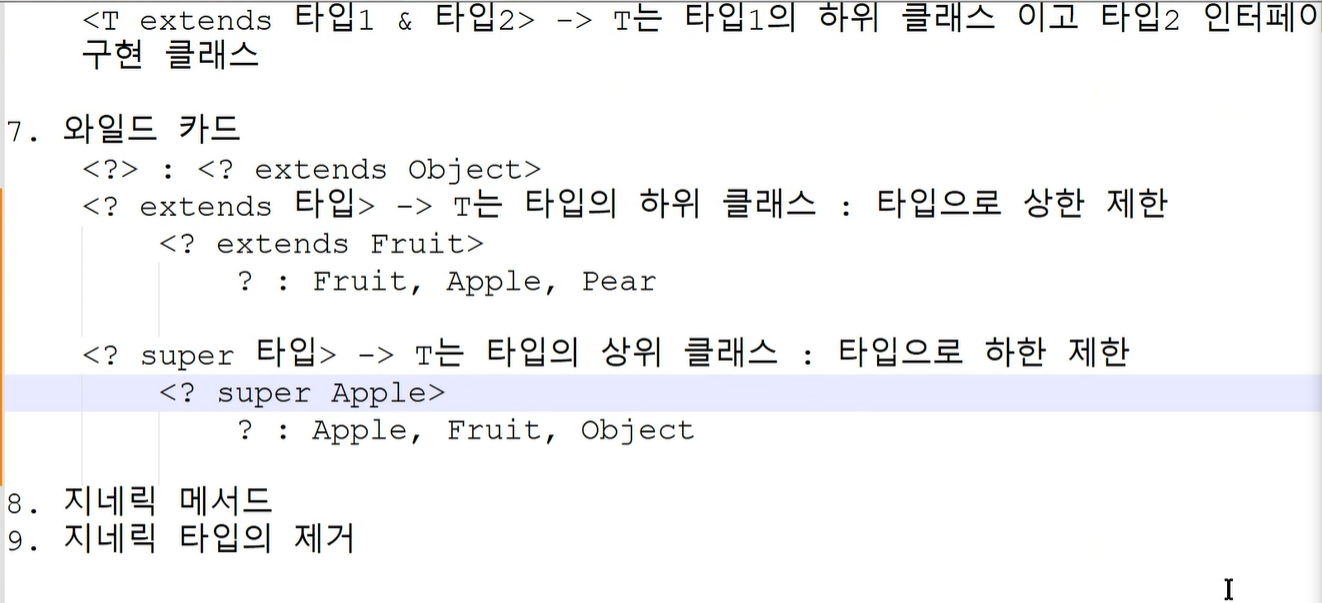 <T extends 타입1 & 타입2> -> T는 타입1의 하위 클래스 이고 타입2 인터페이
구현 클래스
7. 와일드 카드
<?> : <? extends Object>
<? extends 타입> -> T는 타입의 하위 클래스 : 타입으로 상한 제한
<? extends Fruit>
? : Fruit, Apple, Pear
<? super 타입> -> T는 타입의 상위 클래스 : 타입으로 하한 제한
<? super Apple>
? : Apple, Fruit, Object
8. 지네릭 메서드
9. 지네릭 타입의 제거